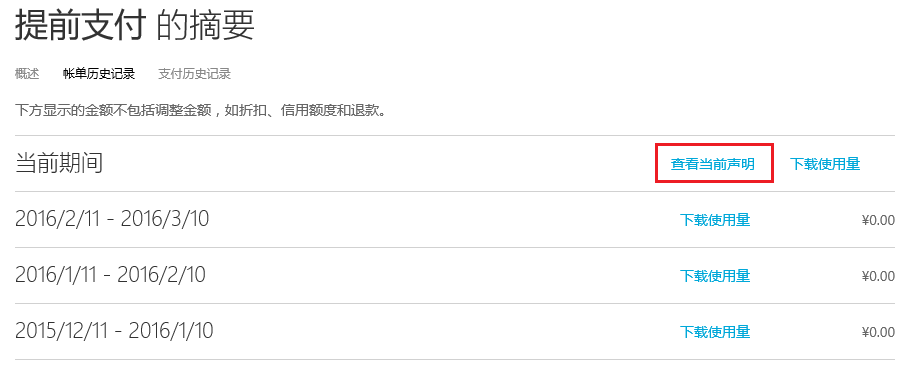 提前支付 的摘要
概述 帐单历史记录 支付历史记录
下方显示的金额不包括调整金额，如折扣、信用额度和退款。
当前期间 查看当前声明 下载使用量
2016/2/11 - 2016/3/10 下载使用量 ¥0.00
2016/1/11 - 2016/2/10 下载使用量 ¥0.00
2015/12/11 - 2016/1/10 下载使用量 ¥0.00